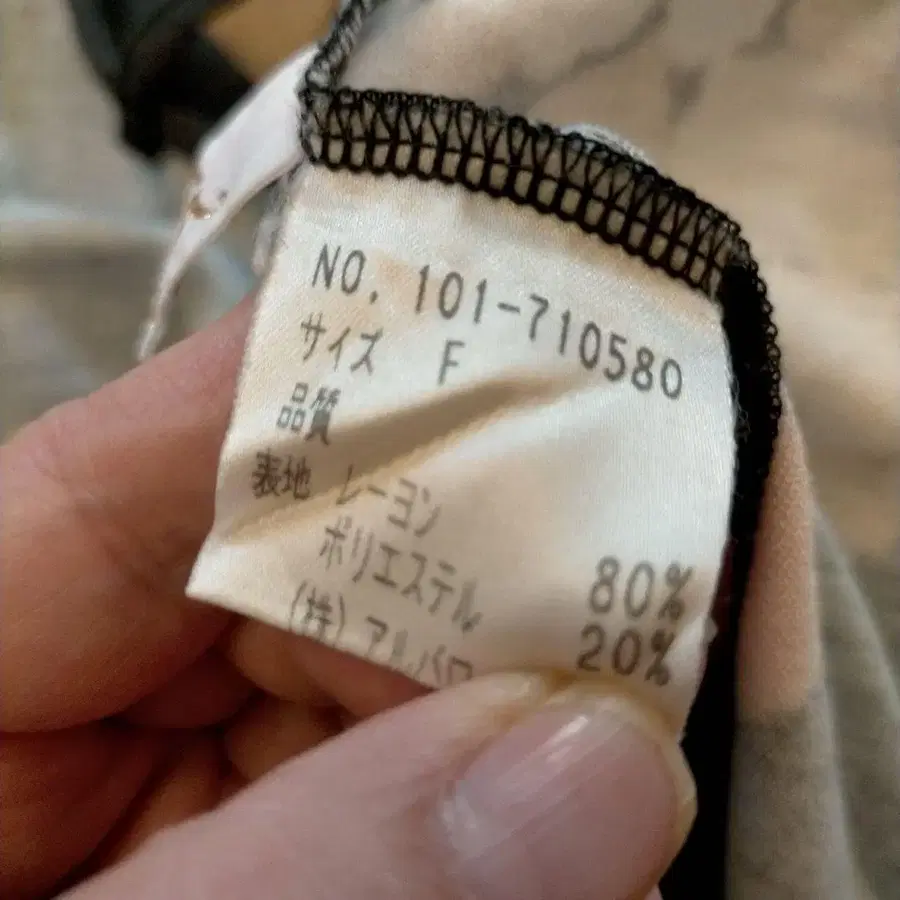 NO. 101-710580
サイズ F
品質
表地 レーヨン 80%
ポリエステル 20%
(株)アルバロ